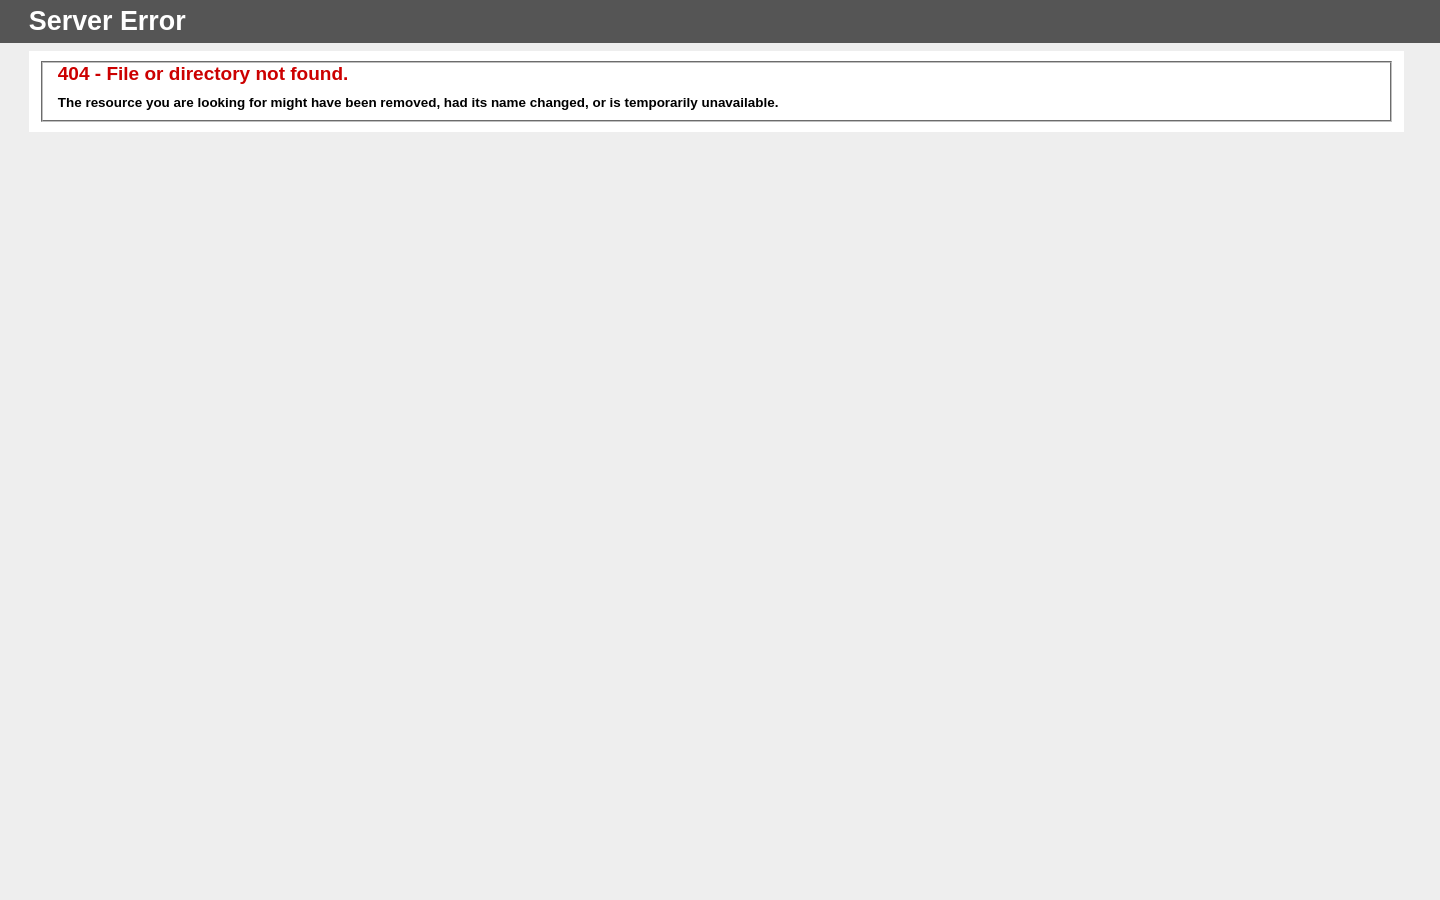 Server Error
404 - File or directory not found.
The resource you are looking for might have been removed, had its name changed, or is temporarily unavailable.